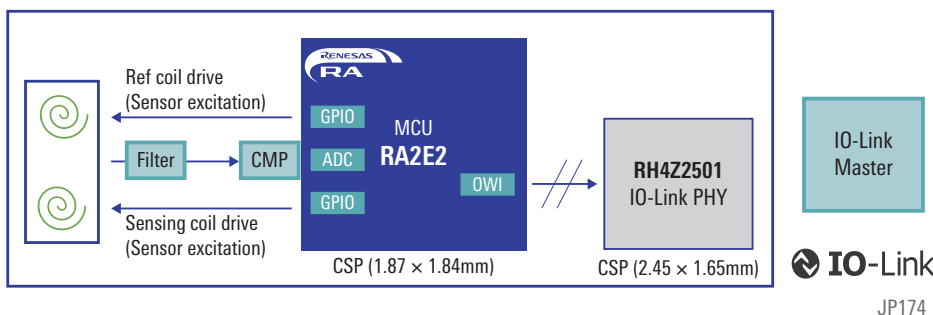 RENESAS
RA
Ref coil drive
(Sensor excitation)
GPIO
MCU
RA2E2
Filter
CMP
ADC
OWI
GPIO
Sensing coil drive
(Sensor excitation)
CSP (1.87 × 1.84mm)
RH4Z2501
IO-Link PHY
CSP (2.45 × 1.65mm)
IO-Link
Master
IO-Link
JP174